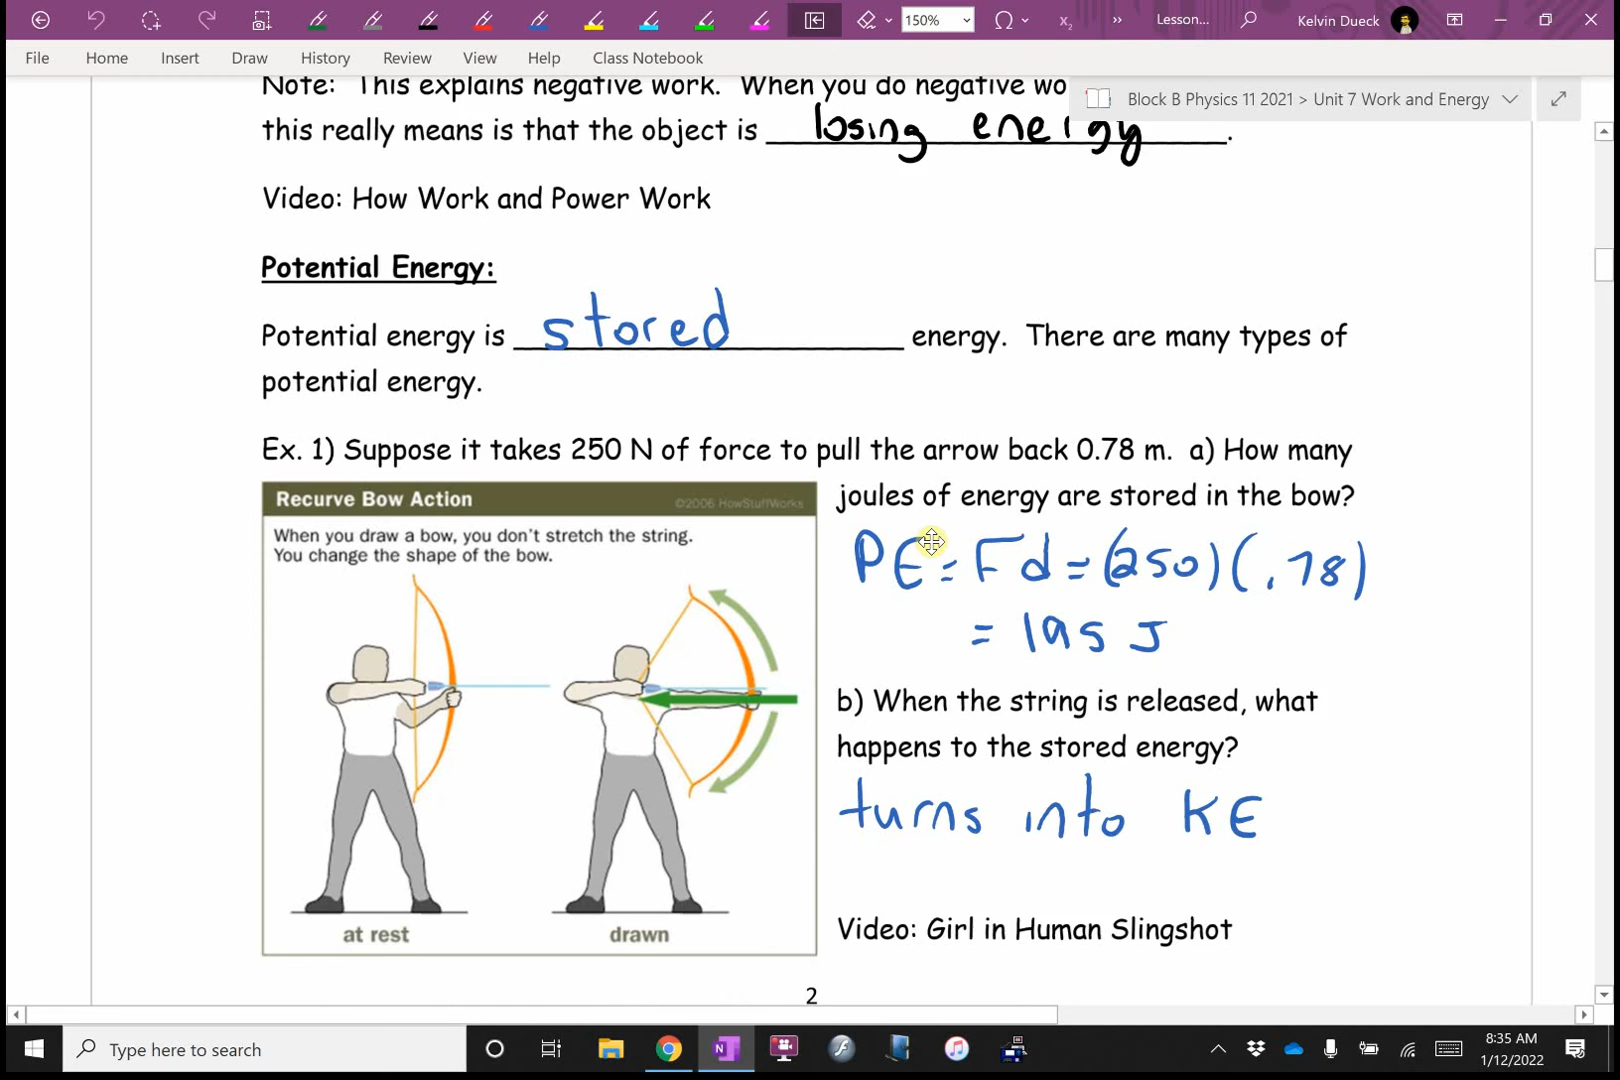 150%
Ω
x₂
»
Lesson...
Kelvin Dueck
File Home Insert Draw History Review View Help Class Notebook
Note: This explains negative work. When you do negative wo
Block B Physics 11 2021 > Unit 7 Work and Energy
this really means is that the object is losing energy.
Video: How Work and Power Work
Potential Energy:
Potential energy is stored energy. There are many types of
potential energy.
Ex. 1) Suppose it takes 250 N of force to pull the arrow back 0.78 m. a) How many
joules of energy are stored in the bow?
Recurve Bow Action
©2006 HowStuffWorks
When you draw a bow, you don't stretch the string.
You change the shape of the bow.
at rest
drawn
PE = Fd = (250)(.78)
= 195 J
b) When the string is released, what
happens to the stored energy?
turns into KE
Video: Girl in Human Slingshot
2
Type here to search
8:35 AM
1/12/2022